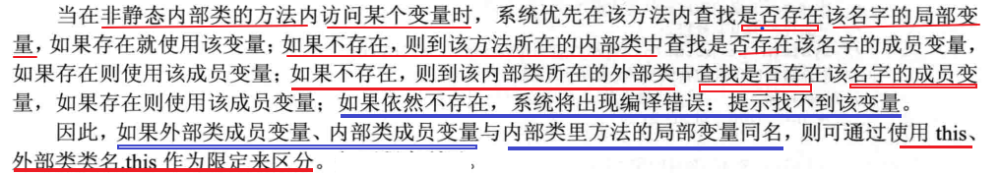 当在非静态内部类的方法内访问某个变量时，系统优先在该方法内查找是否存在该名字的局部变
量，如果存在就使用该变量；如果不存在，则到该方法所在的内部类中查找是否存在该名字的成员变量，
如果存在则使用该成员变量；如果不存在，则到该内部类所在的外部类中查找是否存在该名字的成员变
量，如果存在则使用该成员变量；如果依然不存在，系统将出现编译错误：提示找不到该变量。
因此，如果外部类成员变量、内部类成员变量与内部类里方法的局部变量同名，则可通过使用 this、
外部类类名.this 作为限定来区分。